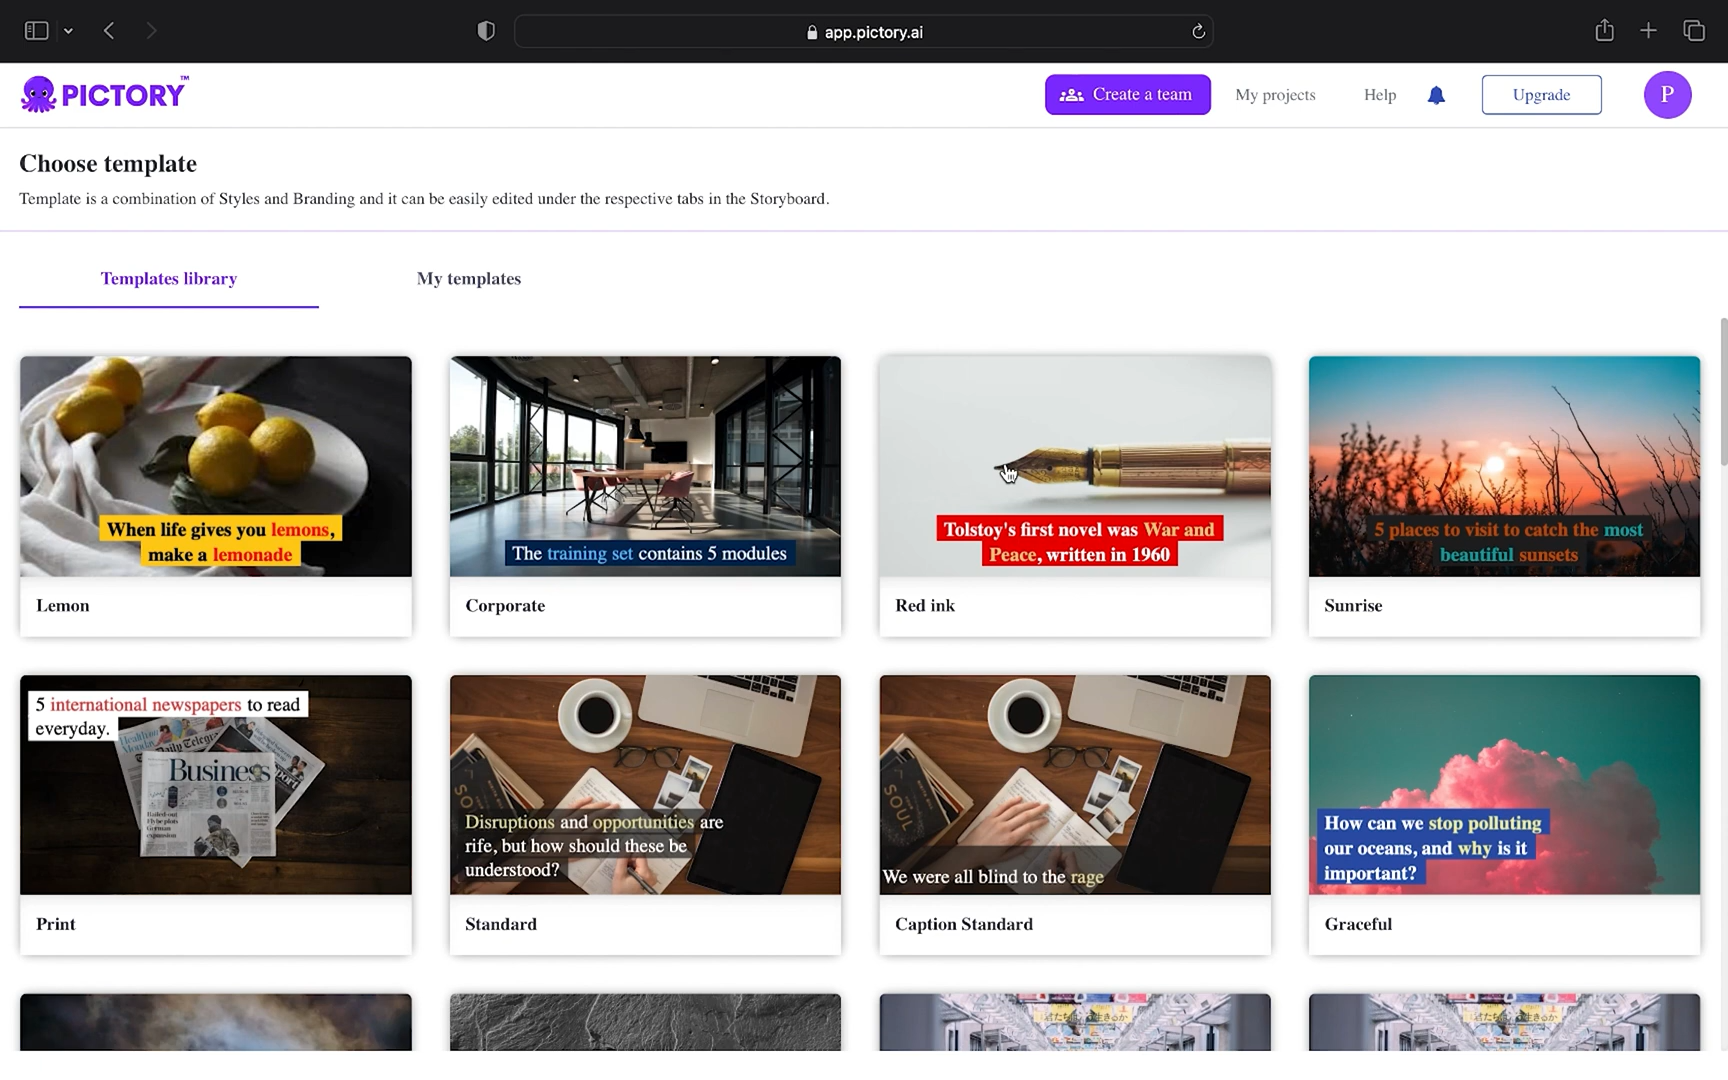 app.pictory.ai
PICTORY™
Create a team
My projects
Help
Upgrade
P
Choose template
Template is a combination of Styles and Branding and it can be easily edited under the respective tabs in the Storyboard.
Templates library
My templates
When life gives you lemons,
make a lemonade
The training set contains 5 modules
Tolstoy's first novel was War and
Peace, written in 1960
5 places to visit to catch the most
beautiful sunsets
Lemon
Corporate
Red ink
Sunrise
5 international newspapers to read
everyday.
Daily Telegr
Business
Disruptions and opportunities are
rife, but how should these be
understood?
SOUL
We were all blind to the rage
SOUL
How can we stop polluting
our oceans, and why is it
important?
Print
Standard
Caption Standard
Graceful